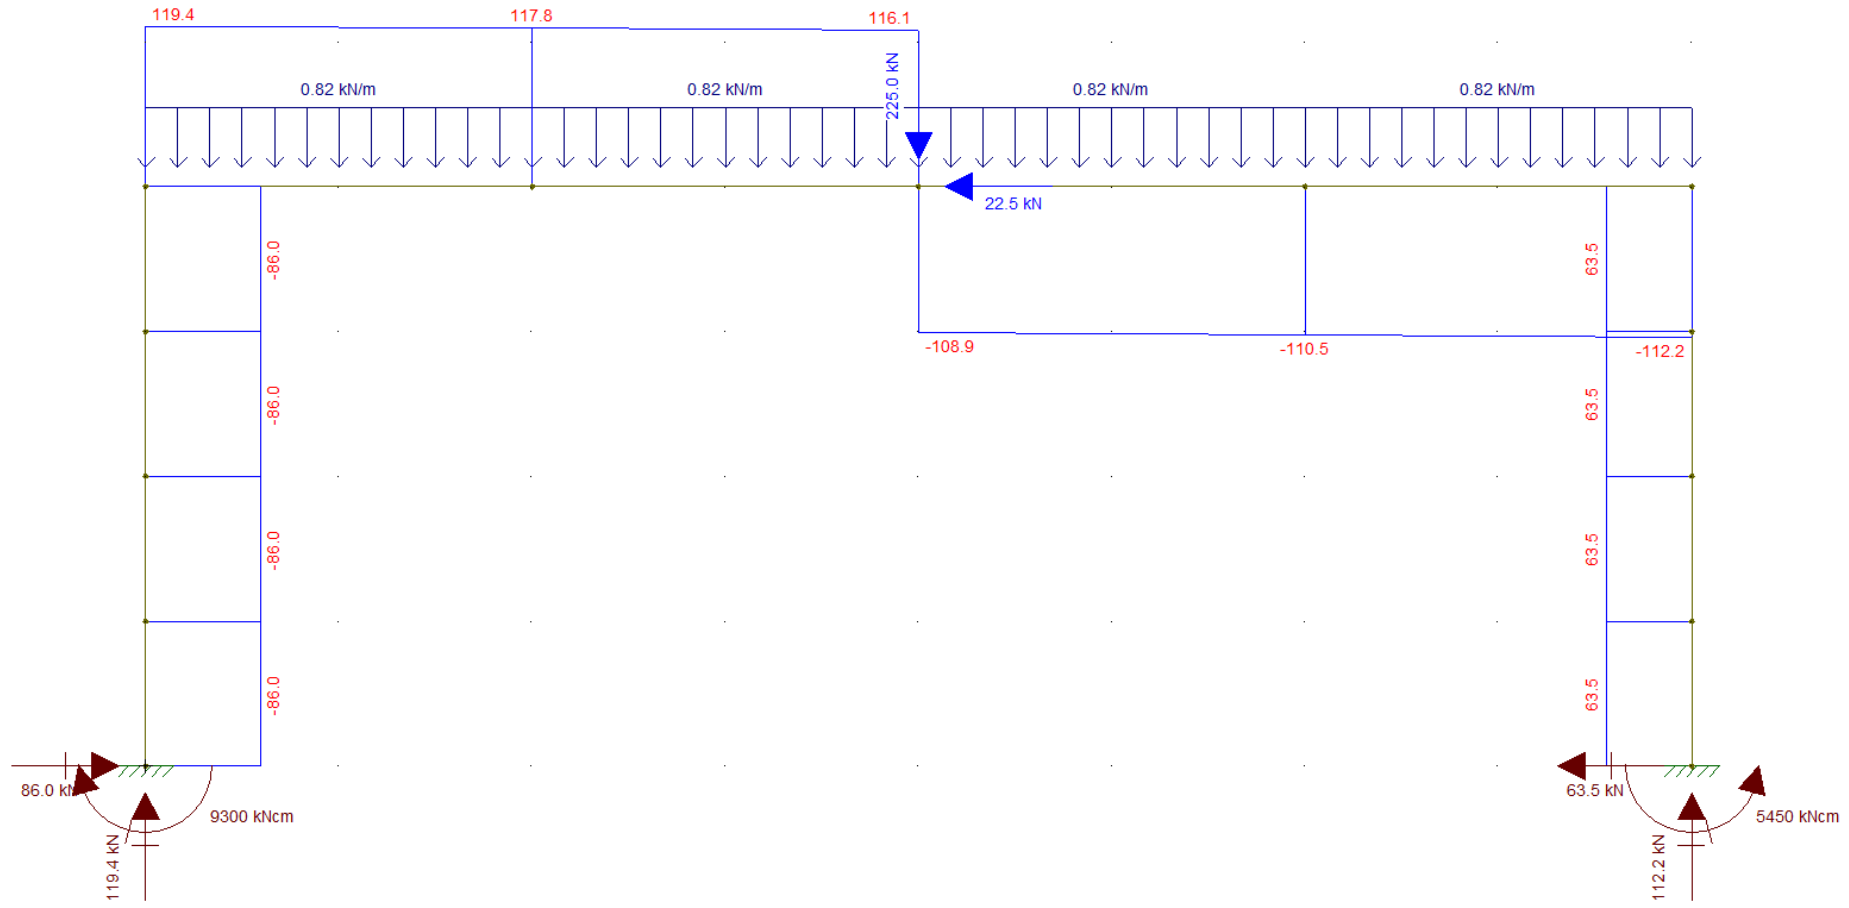 119.4
117.8
116.1
225.0 kN
0.82 kN/m
0.82 kN/m
0.82 kN/m
0.82 kN/m
22.5 kN
-86.0
63.5
-108.9
-110.5
-112.2
-86.0
63.5
-86.0
63.5
-86.0
63.5
86.0 kN
9300 kNcm
119.4 kN
63.5 kN
5450 kNcm
112.2 kN